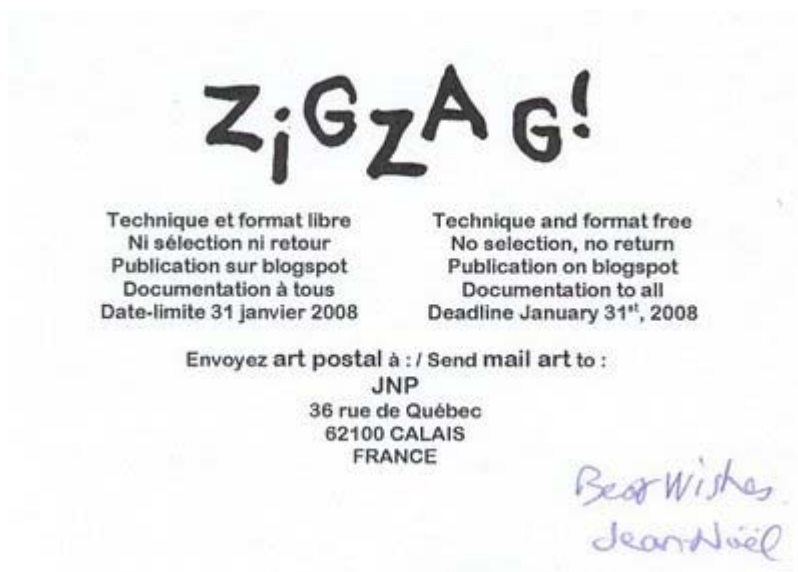 ZiGZAG!
Technique et format libre
Ni sélection ni retour
Publication sur blogspot
Documentation à tous
Date-limite 31 janvier 2008
Technique and format free
No selection, no return
Publication on blogspot
Documentation to all
Deadline January 31st, 2008
Envoyez art postal à : / Send mail art to :
JNP
36 rue de Québec
62100 CALAIS
FRANCE
Best Wishes
Jean-Noël